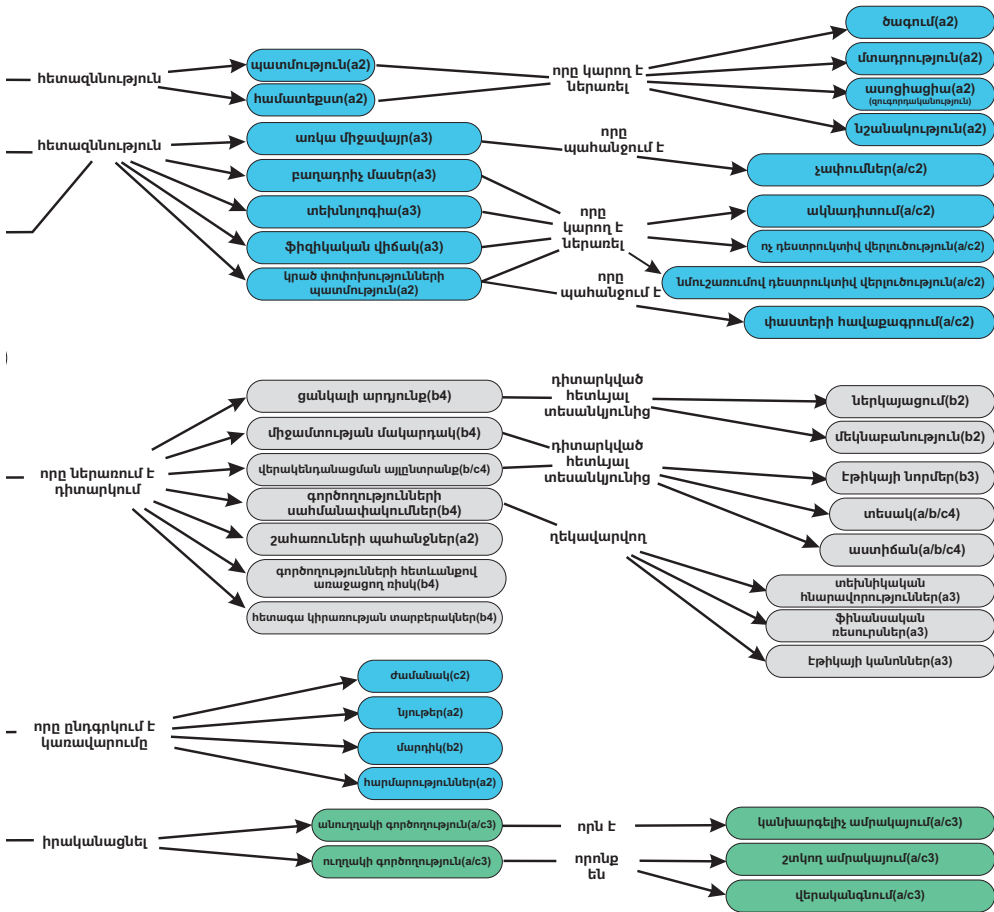 հետազննություն
պատմություն(a2)
համատեքստ(a2)
որը կարող է
ներառել
ծագում(a2)
մտադրություն(a2)
ասոցիացիա(a2)
(զուգորդականություն)
նշանակություն(a2)
հետազննություն
առկա միջավայր(a3)
բաղադրիչ մասեր(a3)
տեխնոլոգիա(a3)
ֆիզիկական վիճակ(a3)
կրած փոփոխությունների
պատմություն(a2)
որը
պահանջում է
որը
կարող է
ներառել
որը
պահանջում է
չափումներ(a/c2)
ակնադիտում(a/c2)
ոչ դեստրուկտիվ վերլուծություն(a/c2)
նմուշառումով դեստրուկտիվ վերլուծություն(a/c2)
փաստերի հավաքագրում(a/c2)
)
որը ներառում է
դիտարկում
ցանկալի արդյունք(b4)
միջամտության մակարդակ(b4)
վերակենդանացման այլընտրանք(b/c4)
գործողությունների
սահմանափակումներ(b4)
շահառուների պահանջներ(a2)
գործողությունների հետևանքով
առաջացող ռիսկ(b4)
հետագա կիրառության տարբերակներ(b4)
դիտարկված
հետևյալ
տեսանկյունից
դիտարկված
հետևյալ
տեսանկյունից
ղեկավարվող
ներկայացում(b2)
մեկնաբանություն(b2)
էթիկայի նորմեր(b3)
տեսակ(a/b/c4)
աստիճան(a/b/c4)
տեխնիկական
հնարավորություններ(a3)
ֆինանսական
ռեսուրսներ(a3)
էթիկայի կանոններ(a3)
որը ընդգրկում է
կառավարումը
ժամանակ(c2)
նյութեր(a2)
մարդիկ(b2)
հարմարություններ(a2)
իրականացնել
անուղղակի գործողություն(a/c3)
ուղղակի գործողություն(a/c3)
որն է
որոնք
են
կանխարգելիչ ամրակայում(a/c3)
շտկող ամրակայում(a/c3)
վերականգնում(a/c3)